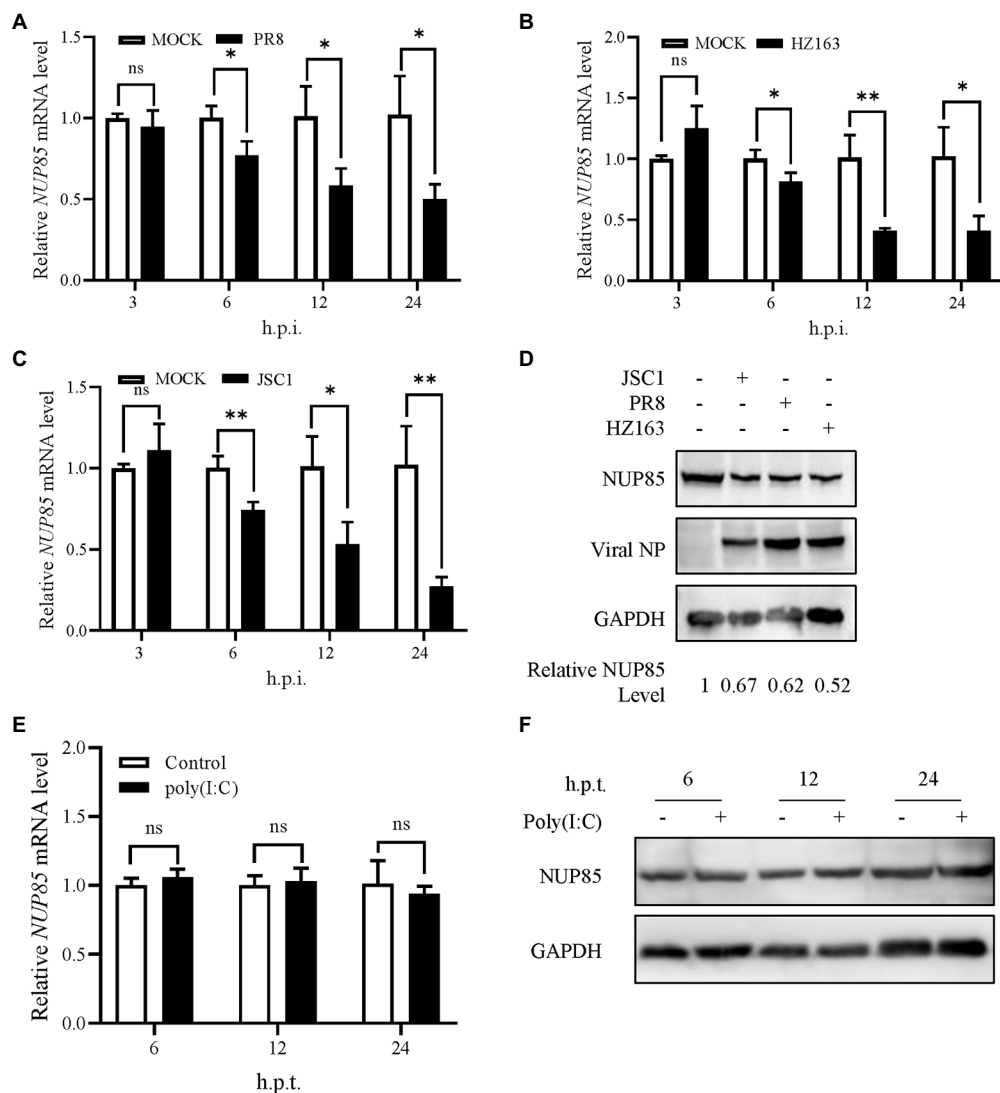 A
MOCK PR8
Relative NUP85 mRNA level
1.5
1.0
0.5
0.0
ns
*
*
*
3 6 12 24
h.p.i.
B
MOCK HZ163
Relative NUP85 mRNA level
2.0
1.5
1.0
0.5
0.0
ns
*
**
*
3 6 12 24
h.p.i.
C
MOCK JSC1
Relative NUP85 mRNA level
1.5
1.0
0.5
0.0
ns
**
*
**
3 6 12 24
h.p.i.
D
JSC1 - + - -
PR8 - - + -
HZ163 - - - +
NUP85
Viral NP
GAPDH
Relative NUP85
Level
1 0.67 0.62 0.52
E
Control
poly(I:C)
Relative NUP85 mRNA level
2.0
1.5
1.0
0.5
0.0
ns
ns
ns
6 12 24
h.p.t.
F
h.p.t. 6 12 24
Poly(I:C) - + - + - +
NUP85
GAPDH